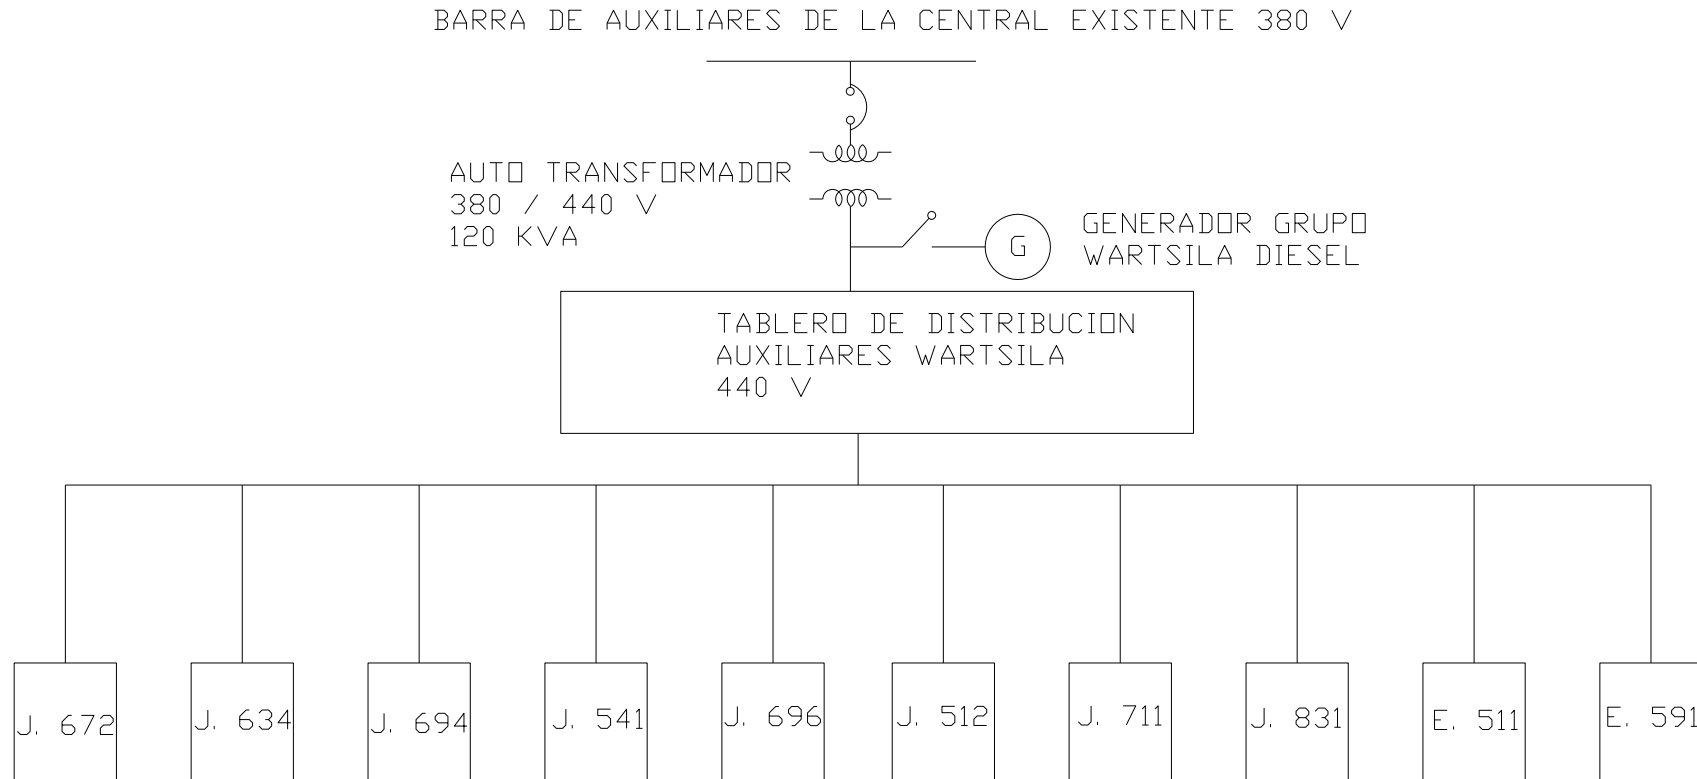 BARRA DE AUXILIARES DE LA CENTRAL EXISTENTE 380 V
AUTO TRANSFORMADOR
380 / 440 V
120 KVA
G
GENERADOR GRUPO
WARTSILA DIESEL
TABLERO DE DISTRIBUCION
AUXILIARES WARTSILA
440 V
J. 672
J. 634
J. 694
J. 541
J. 696
J. 512
J. 711
J. 831
E. 511
E. 591